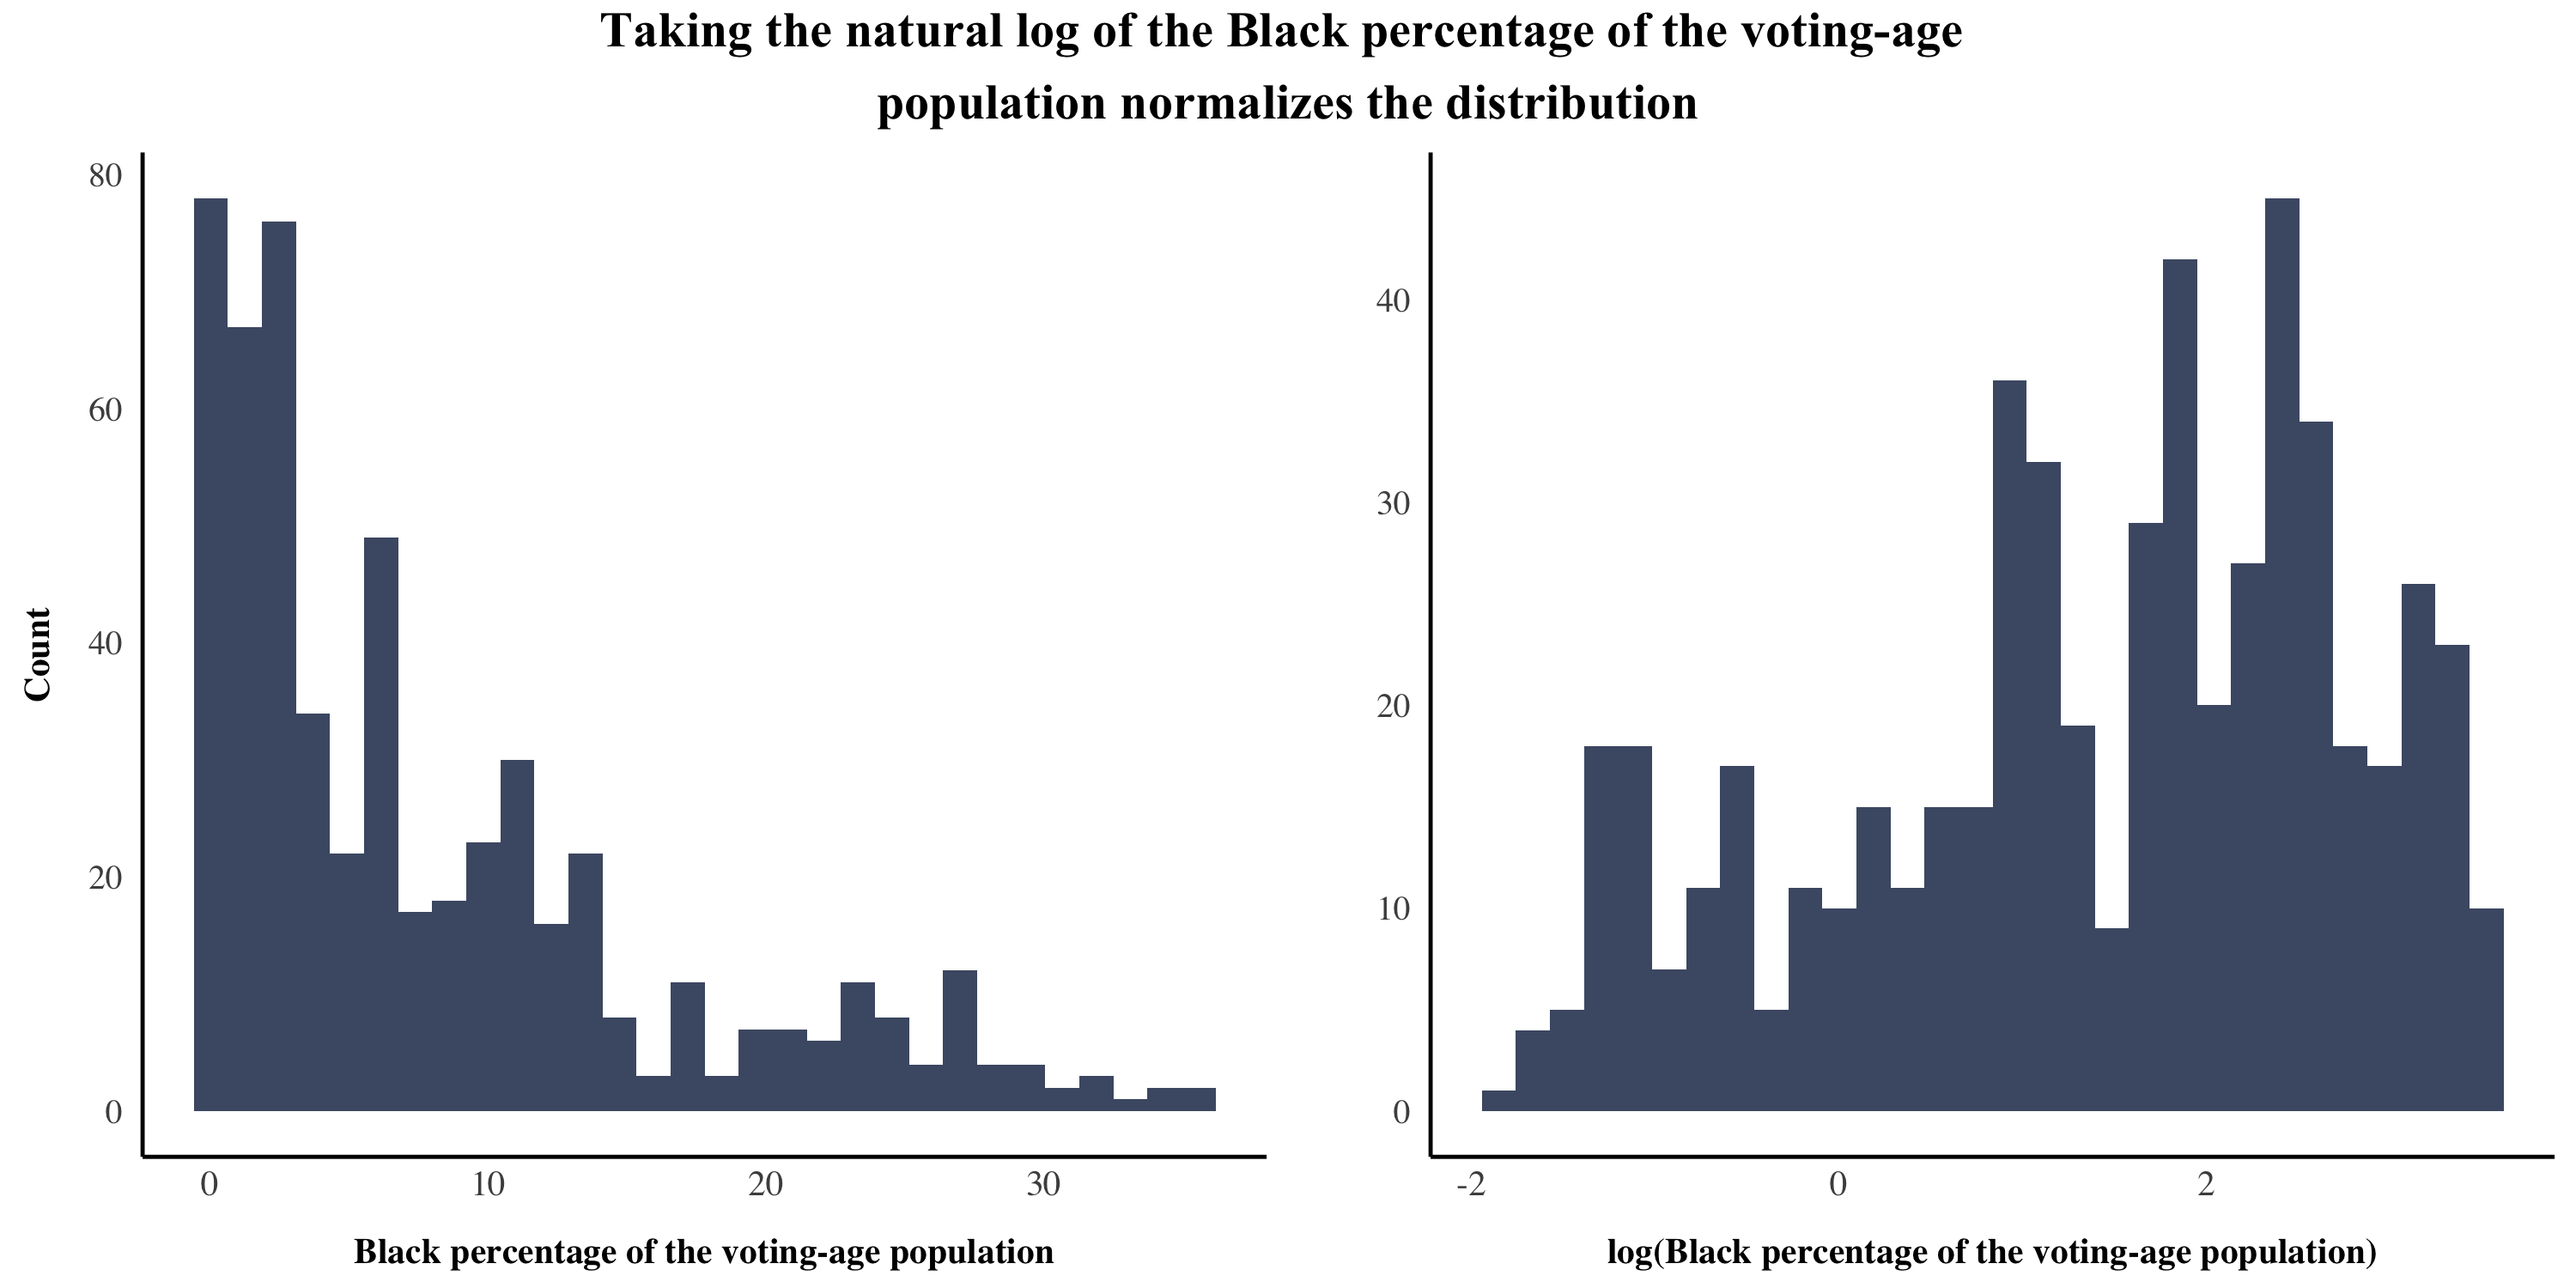 Taking the natural log of the Black percentage of the voting-age
population normalizes the distribution
80
60
40
20
0
Count
0 10 20 30
Black percentage of the voting-age population
40
30
20
10
0
-2 0 2
log(Black percentage of the voting-age population)